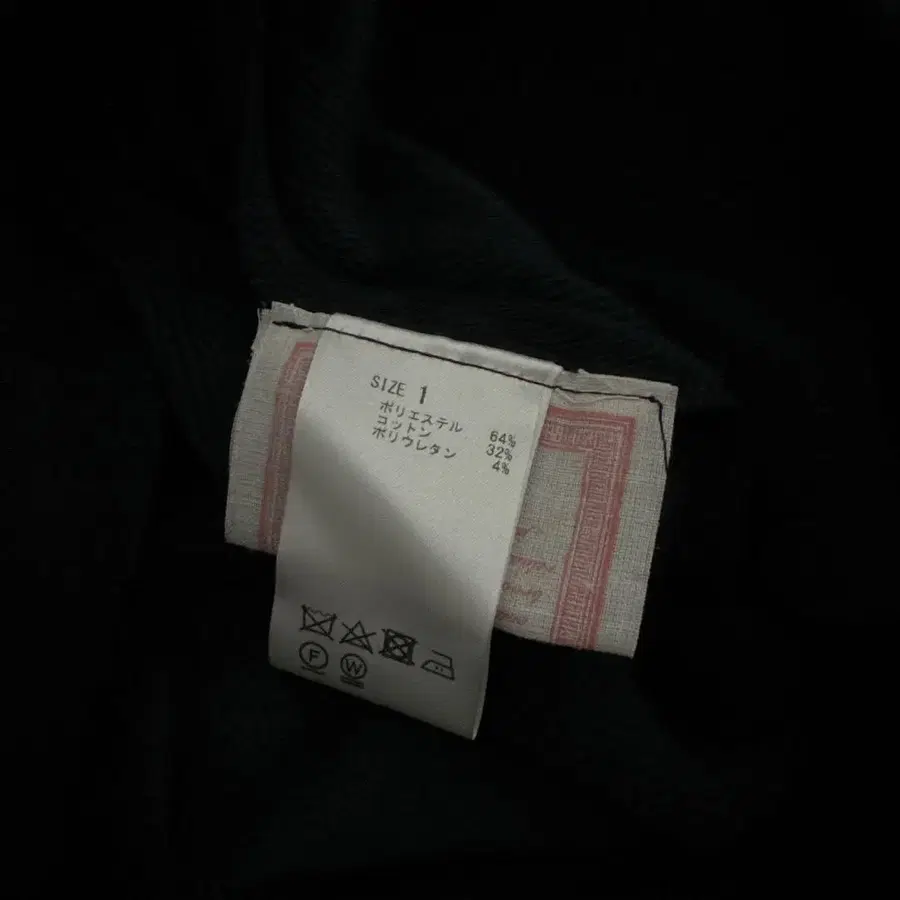 SIZE 1
ポリエステル 64%
コットン 32%
ポリウレタン 4%
F W